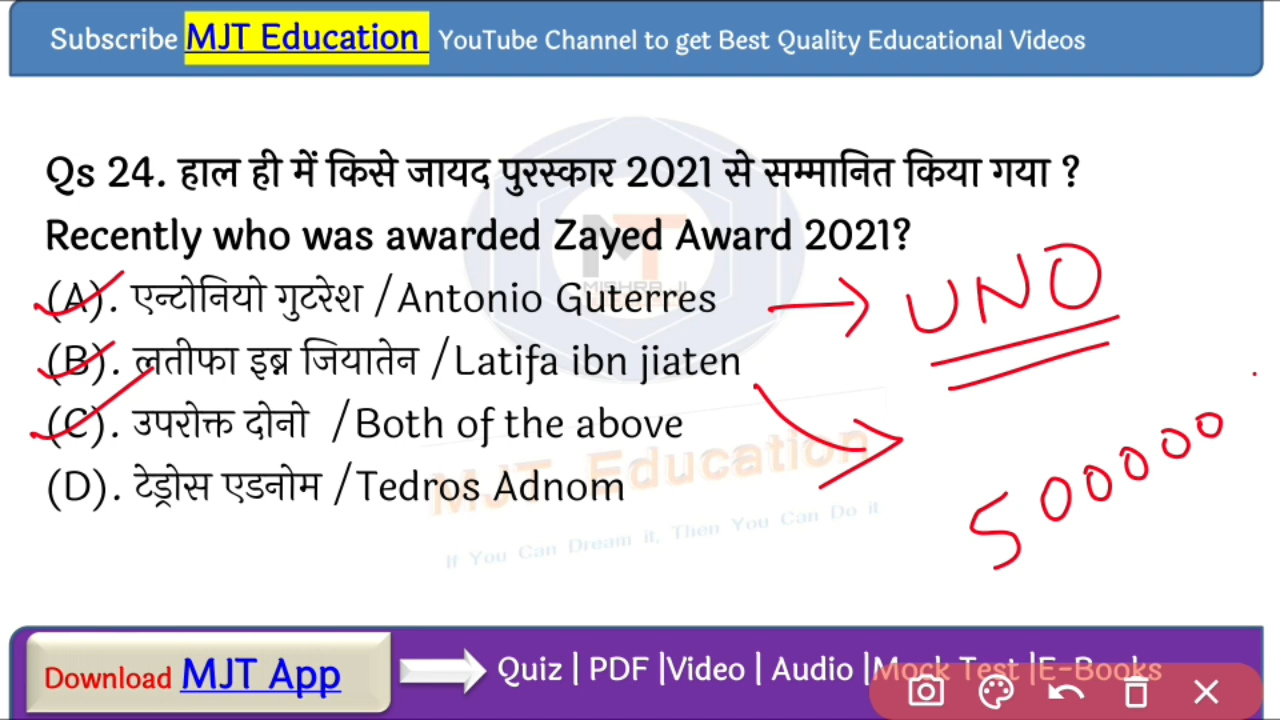 Subscribe MJT Education YouTube Channel to get Best Quality Educational Videos
Qs 24. हाल ही में किसे जायद पुरस्कार 2021 से सम्मानित किया गया ?
Recently who was awarded Zayed Award 2021?
(A). एन्टोनियो गुटरेश /Antonio Guterres
UNO
(B). लतीफा इब्न जियातेन /Latifa ibn jiaten
(C). उपरोक्त दोनो /Both of the above
(D). टेड्रोस एडनोम /Tedros Adnom
500000
MT
MISHRA JI
MJT Education
If You Can Dream it, Then You Can Do it
Download MJT App
Quiz | PDF |Video | Audio |Mock Test |E-Books